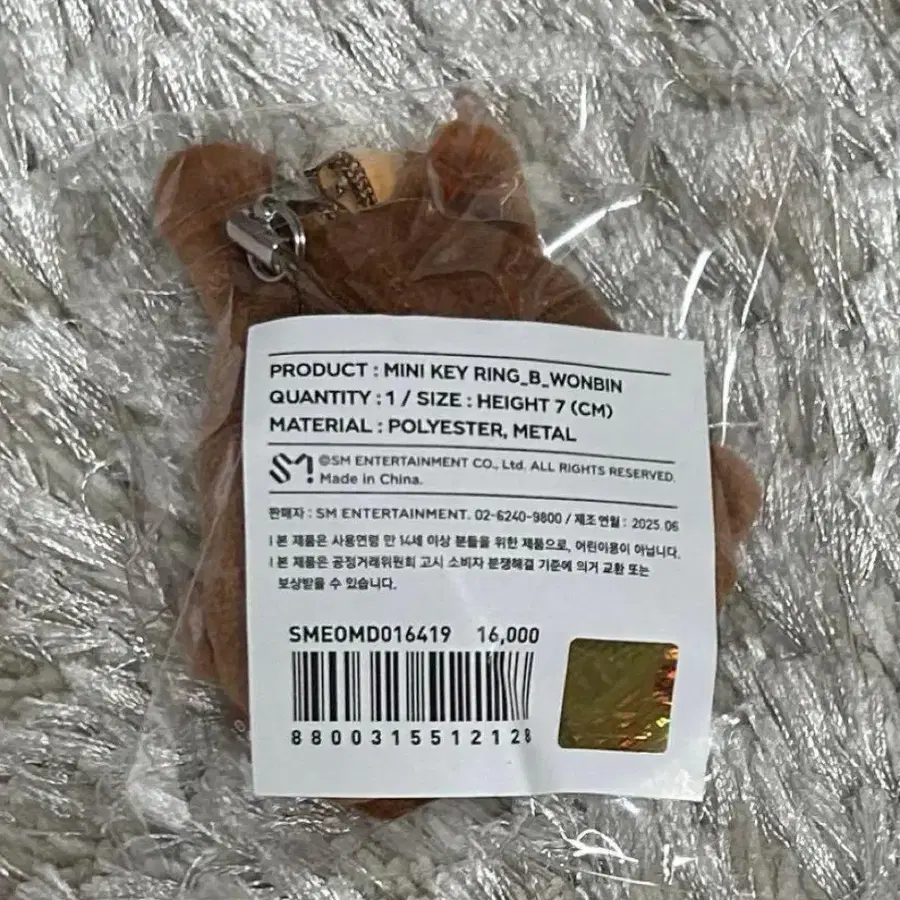 PRODUCT : MINI KEY RING_B_WONBIN
QUANTITY : 1 / SIZE : HEIGHT 7 (CM)
MATERIAL : POLYESTER, METAL
SM! ©SM ENTERTAINMENT CO., Ltd. ALL RIGHTS RESERVED.
Made in China.
판매자 : SM ENTERTAINMENT. 02-6240-9800 / 제조연월 : 2025.06
ㅣ본 제품은 사용연령 만 14세 이상 분들을 위한 제품으로, 어린이용이 아닙니다.
ㅣ본 제품은 공정거래위원회 고시 소비자 분쟁해결 기준에 의거 교환 또는
보상받을 수 있습니다.
SMEOMD016419 16,000
8800315512128